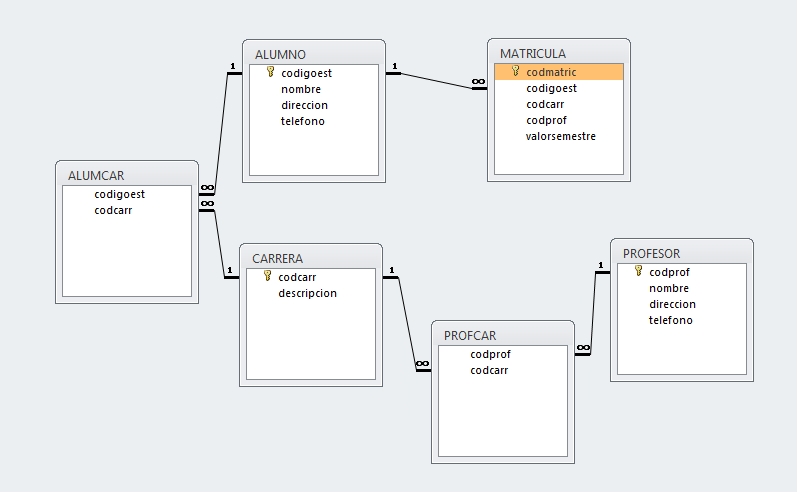 ALUMNO
codigoest
nombre
direccion
telefono
1
1
∞
MATRICULA
codmatric
codigoest
codcarr
codprof
valorsemestre
ALUMCAR
codigoest
codcarr
∞
∞
1
CARRERA
codcarr
descripcion
1
∞
PROFCAR
codprof
codcarr
∞
1
PROFESOR
codprof
nombre
direccion
telefono